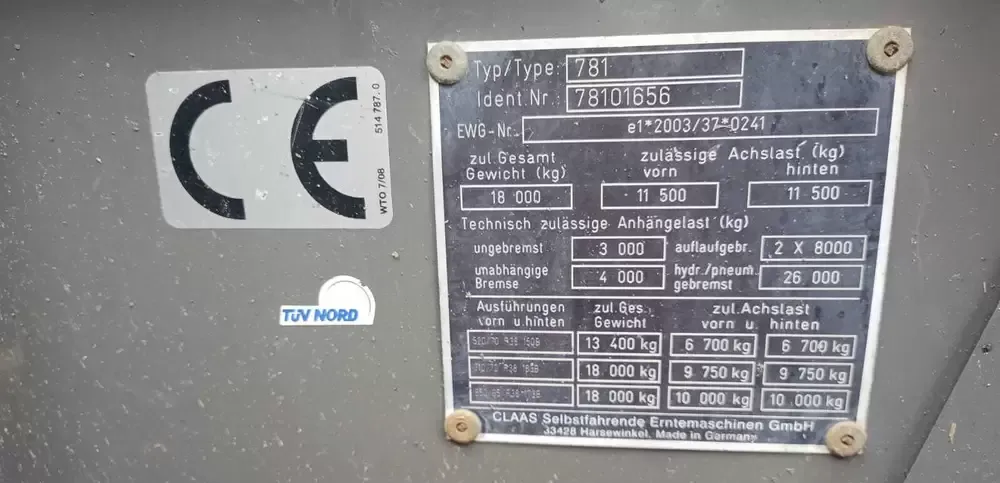 CE
514 787. 0
WTO 7/08
TÜV NORD
Typ/Type: 781
Ident.Nr.: 78101656
EWG-Nr.: e1*2003/37*0241
zul.Gesamt zulässige Achslast (kg)
Gewicht (kg) vorn hinten
18 000 11 500 11 500
Technisch zulässige Anhängelast (kg)
ungebremst 3 000 auflaufgebr. 2 X 8000
unabhängige Bremse 4 000 hydr./pneum. gebremst 26 000
Ausführungen zul.Ges. zul.Achslast
vorn u.hinten Gewicht vorn u. hinten
R38 13 400 kg 6 700 kg 6 700 kg
R38 18 000 kg 9 750 kg 9 750 kg
R38 18 000 kg 10 000 kg 10 000 kg
CLAAS Selbstfahrende Erntemaschinen GmbH
33428 Harsewinkel, Made in Germany